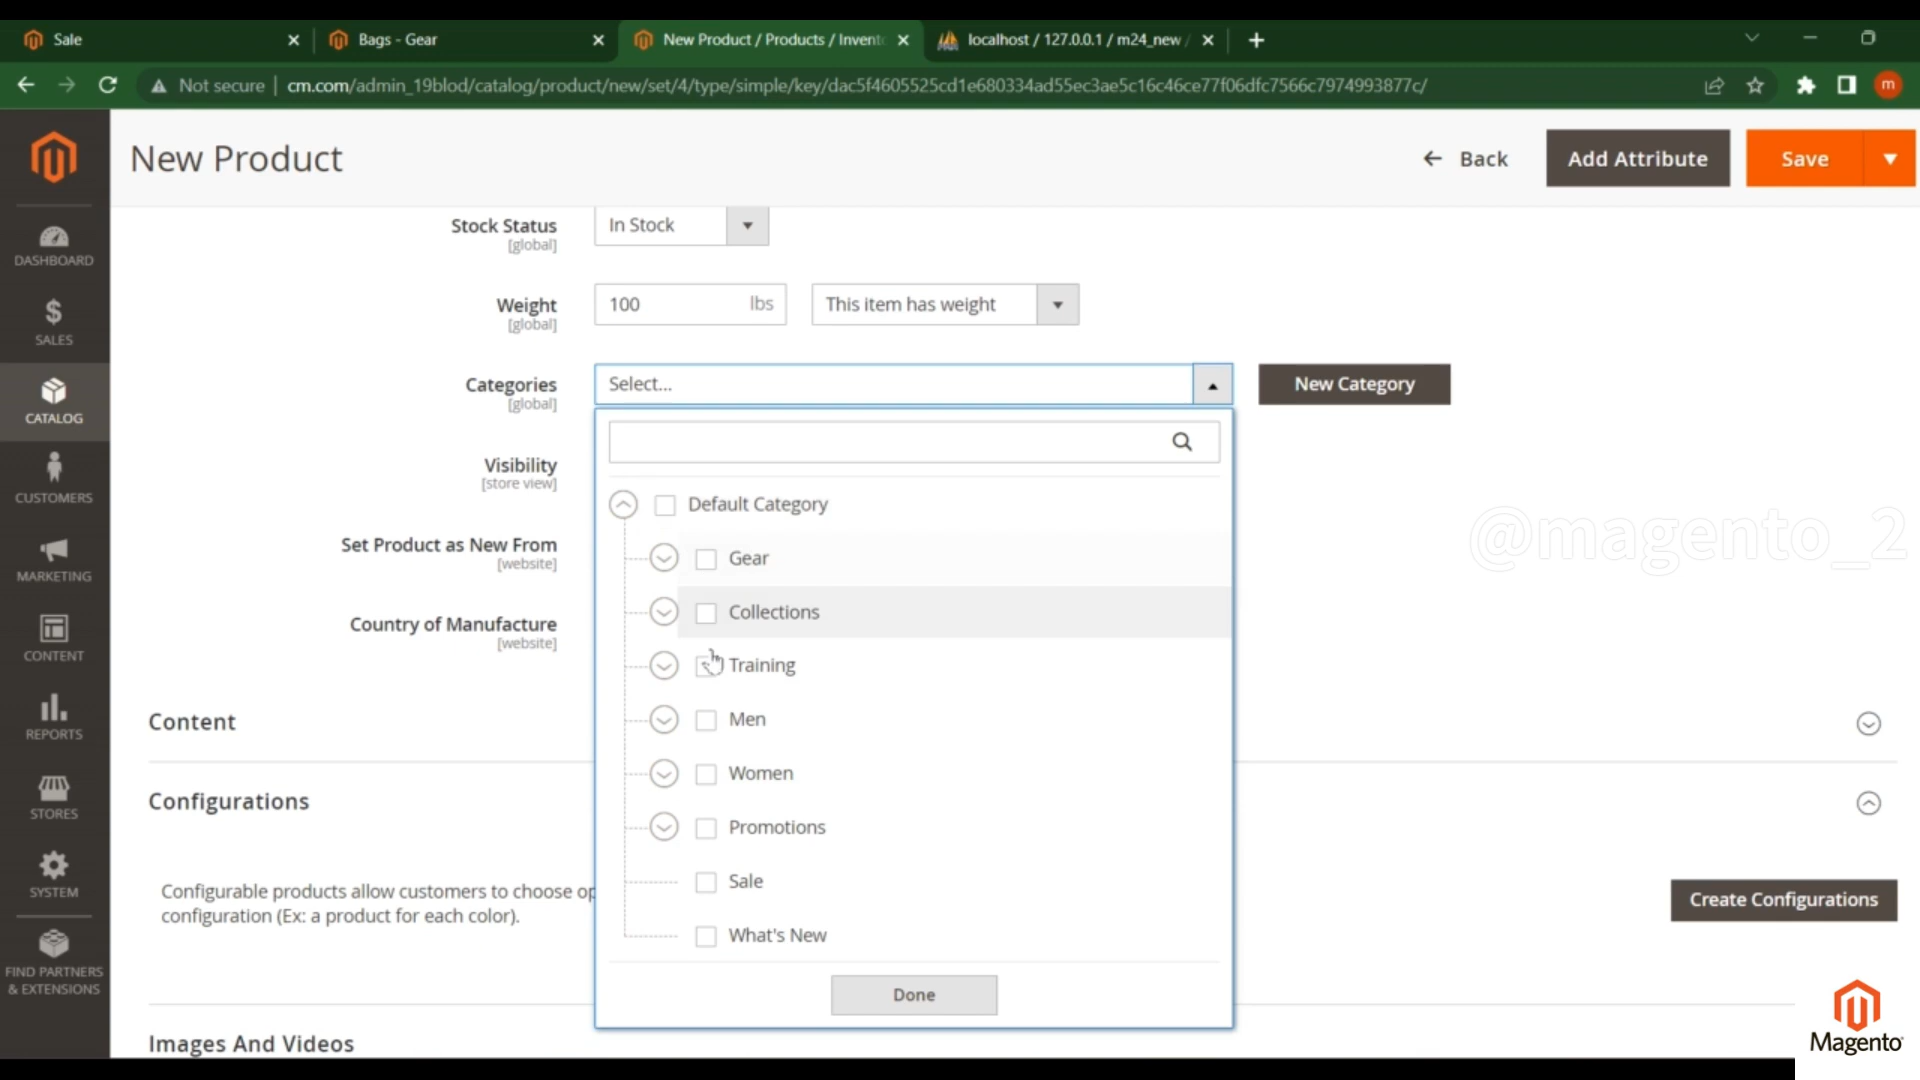 Sale
Bags - Gear
New Product / Products / Invent
localhost / 127.0.0.1 / m24_new /
Not secure
cm.com/admin_19blod/catalog/product/new/set/4/type/simple/key/dac5f4605525cd1e680334ad55ec3ae5c16c46ce77f06dfc7566c7974993877c/
m
New Product
Back
Add Attribute
Save
DASHBOARD
SALES
CATALOG
CUSTOMERS
MARKETING
CONTENT
REPORTS
STORES
SYSTEM
FIND PARTNERS
& EXTENSIONS
Stock Status
[global]
In Stock
Weight
[global]
100
lbs
This item has weight
Categories
[global]
Select...
New Category
Visibility
[store view]
Set Product as New From
[website]
Country of Manufacture
[website]
Default Category
Gear
Collections
Training
Men
Women
Promotions
Sale
What's New
Done
@magento_2
Content
Configurations
Configurable products allow customers to choose op
configuration (Ex: a product for each color).
Create Configurations
Images And Videos
Magento